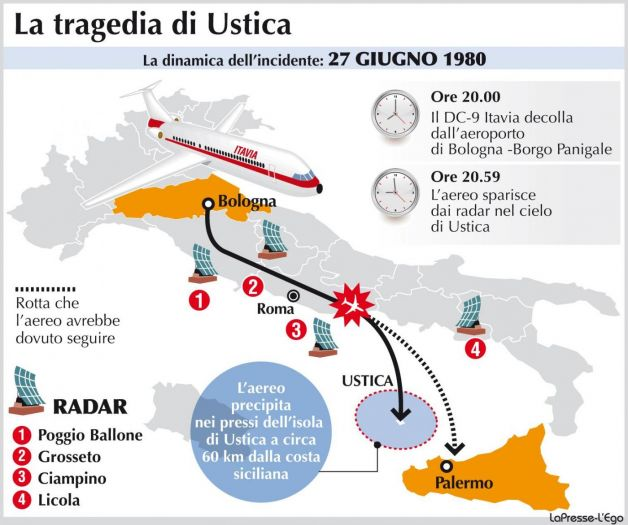 La tragedia di Ustica
La dinamica dell'incidente: 27 GIUGNO 1980
Ore 20.00
Il DC-9 Itavia decolla
dall'aeroporto
di Bologna -Borgo Panigale
Ore 20.59
L'aereo sparisce
dai radar nel cielo
di Ustica
ITAVIA
Bologna
1
2
Roma
3
4
Rotta che
l'aereo avrebbe
dovuto seguire
USTICA
L'aereo
precipita
nei pressi dell'isola
di Ustica a circa
60 km dalla costa
siciliana
RADAR
1 Poggio Ballone
2 Grosseto
3 Ciampino
4 Licola
Palermo
LaPresse-L'Ego